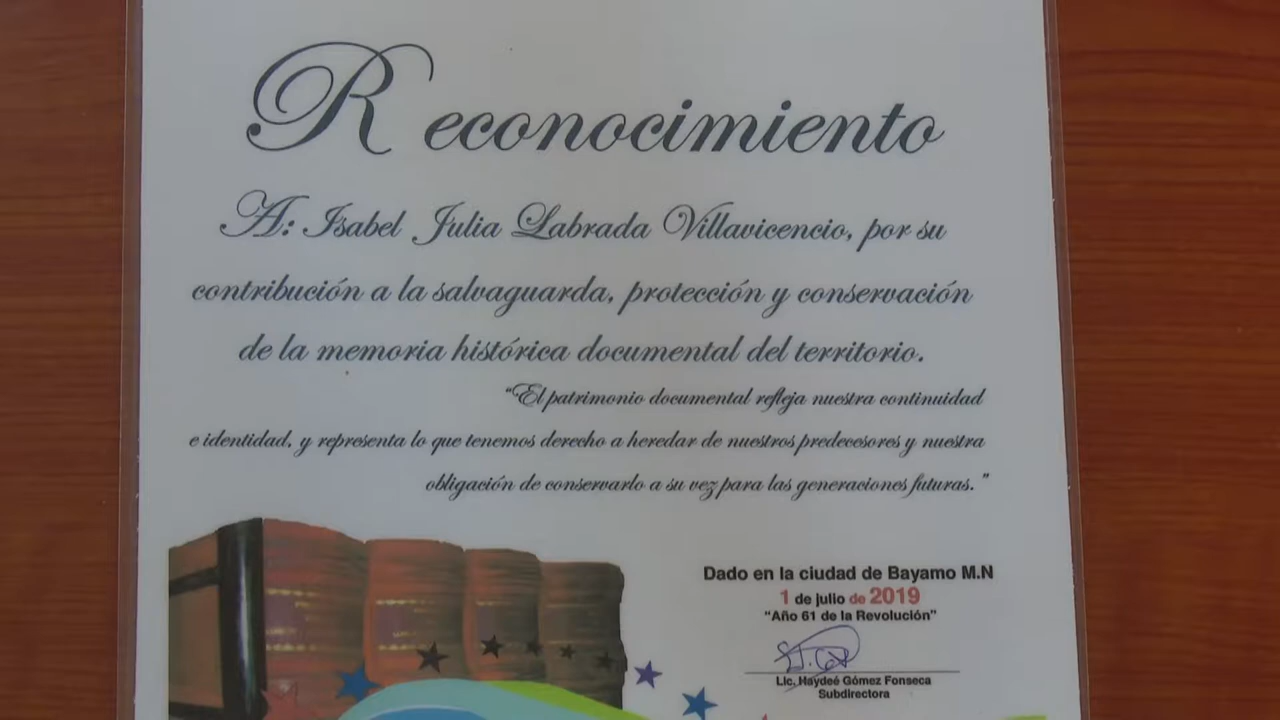 Reconocimiento
A: Isabel Julia Labrada Villavicencio, por su
contribución a la salvaguarda, protección y conservación
de la memoria histórica documental del territorio.
"El patrimonio documental refleja nuestra continuidad
e identidad, y representa lo que tenemos derecho a heredar de nuestros predecesores y nuestra
obligación de conservarlo a su vez para las generaciones futuras."
Dado en la ciudad de Bayamo M.N
1 de julio de 2019
"Año 61 de la Revolución"
Lic. Haydeé Gómez Fonseca
Subdirectora